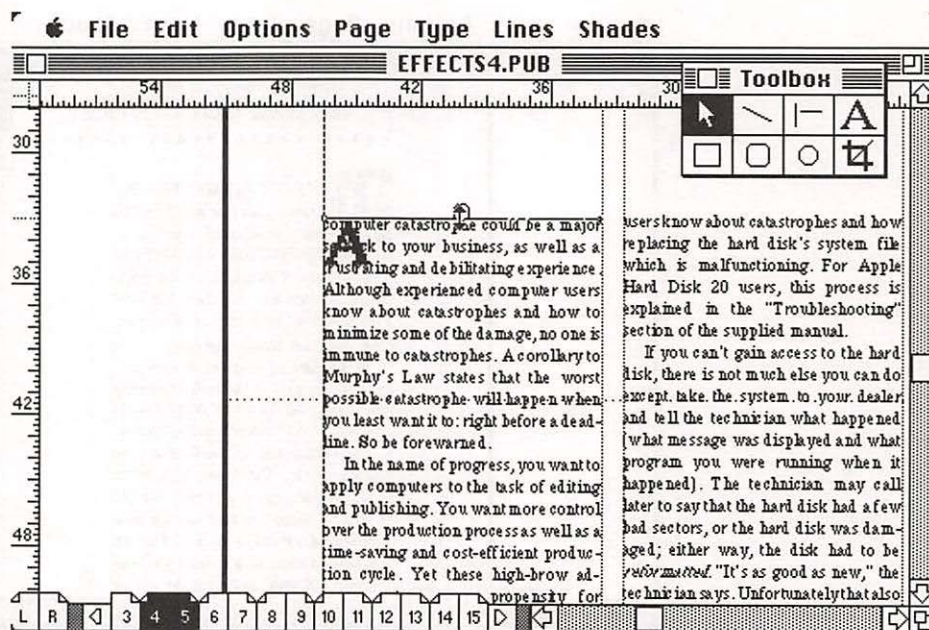 File Edit Options Page Type Lines Shades
EFFECTS4.PUB
Toolbox
A
54 48 42 36 30
30
36
42
48
A
computer catastrophe could be a major
to your business, as well as a
frustrating and debilitating experience.
Although experienced computer users
know about catastrophes and how to
minimize some of the damage, no one is
immune to catastrophes. A corollary to
Murphy's Law states that the worst
possible catastrophe will happen when
you least want it to: right before a dead-
line. So be forewarned.
In the name of progress, you want to
apply computers to the task of editing
and publishing. You want more control
over the production process as well as a
time-saving and cost-efficient produc-
tion cycle. Yet these high-brow ad-
propensity for
users know about catastrophes and how
replacing the hard disk's system file
which is malfunctioning. For Apple
Hard Disk 20 users, this process is
explained in the "Troubleshooting"
section of the supplied manual.
If you can't gain access to the hard
disk, there is not much else you can do
except take the system to your dealer
and tell the technician what happened
(what message was displayed and what
program you were running when it
happened). The technician may call
later to say that the hard disk had a few
bad sectors, or the hard disk was dam-
aged; either way, the disk had to be
reformatted. "It's as good as new," the
technician says. Unfortunately that also
L R 3 4 5 6 7 8 9 10 11 12 13 14 15